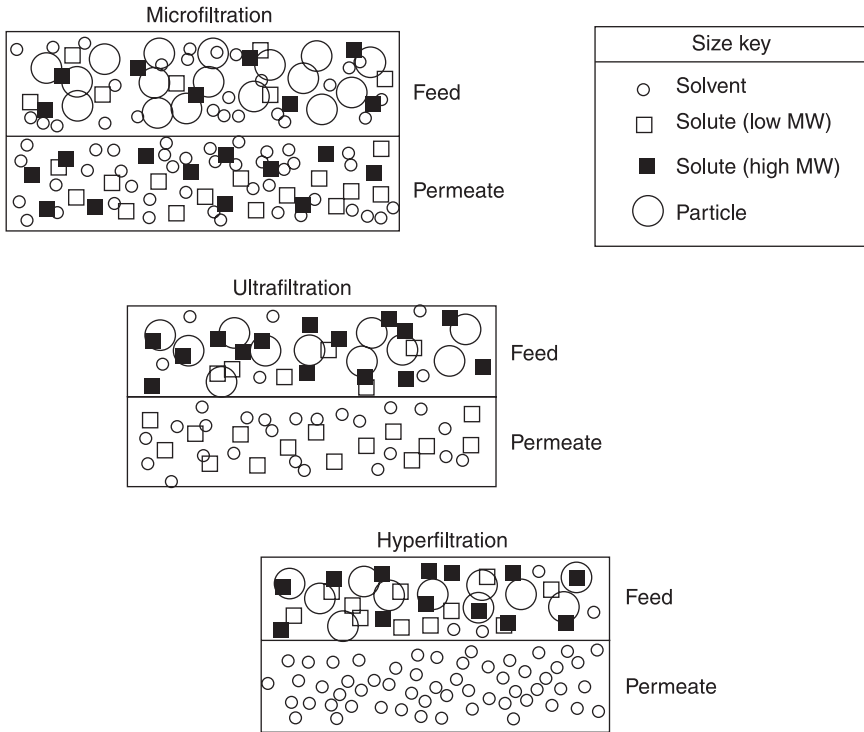 Microfiltration
Feed
Permeate
Size key
Solvent
Solute (low MW)
Solute (high MW)
Particle
Ultrafiltration
Feed
Permeate
Hyperfiltration
Feed
Permeate